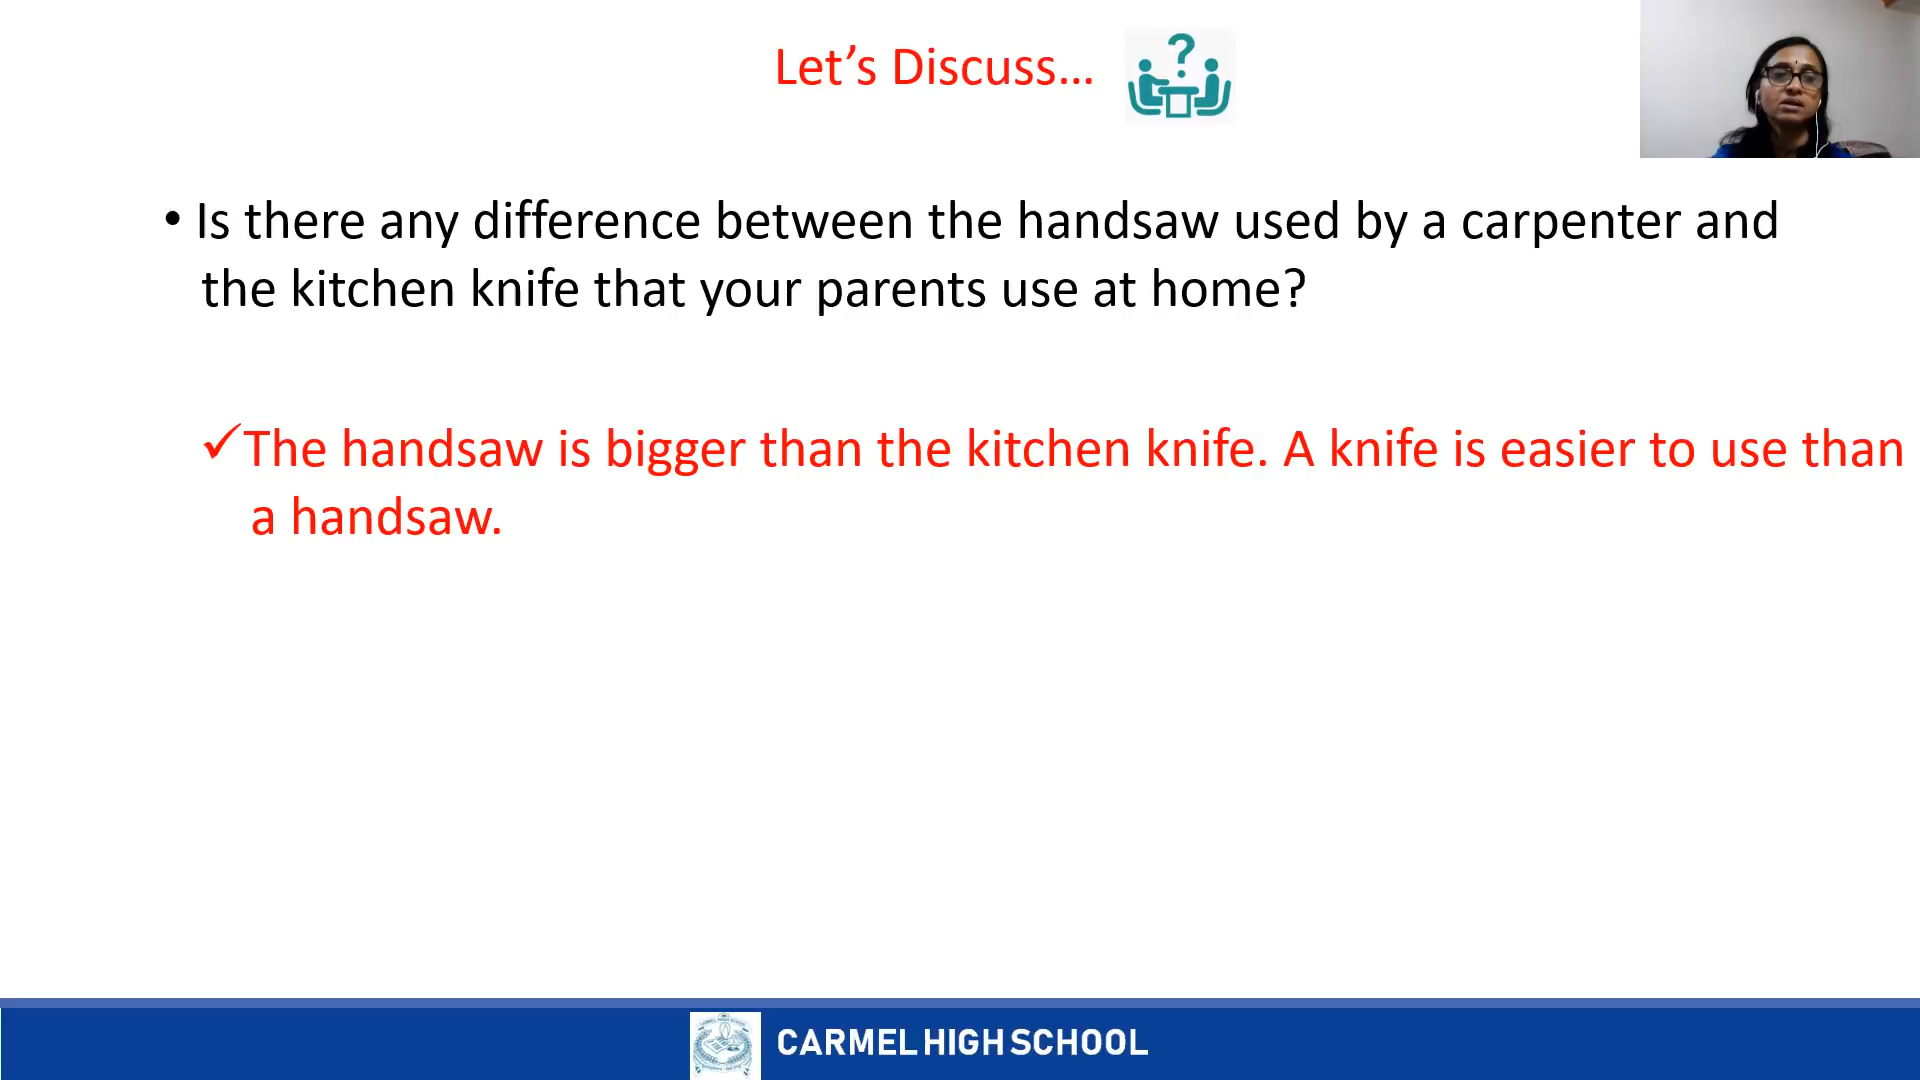 Let’s Discuss...
• Is there any difference between the handsaw used by a carpenter and
the kitchen knife that your parents use at home?
✓The handsaw is bigger than the kitchen knife. A knife is easier to use than
a handsaw.
CARMEL HIGH SCHOOL